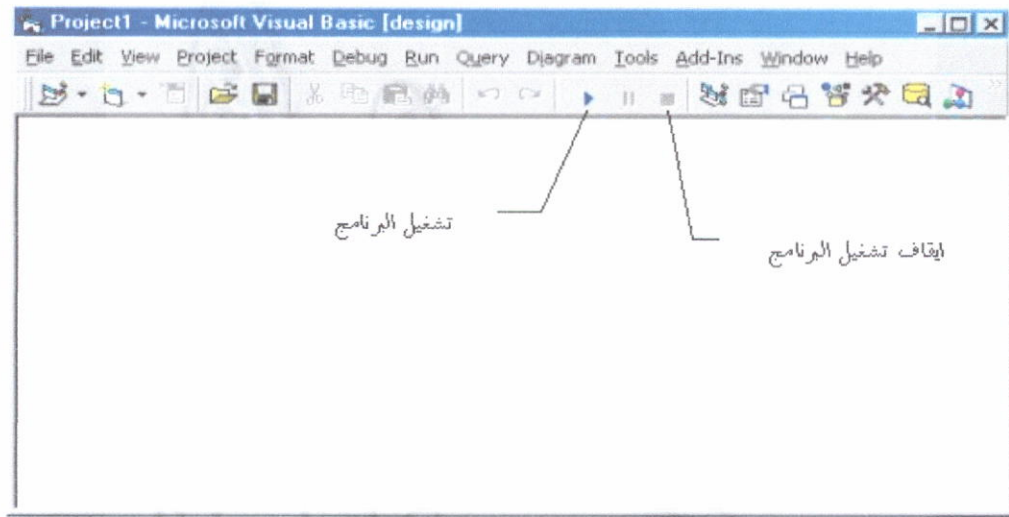 Project1 - Microsoft Visual Basic [design]
File Edit View Project Format Debug Run Query Diagram Tools Add-Ins Window Help
تشغيل البرنامج
ايقاف تشغيل البرنامج